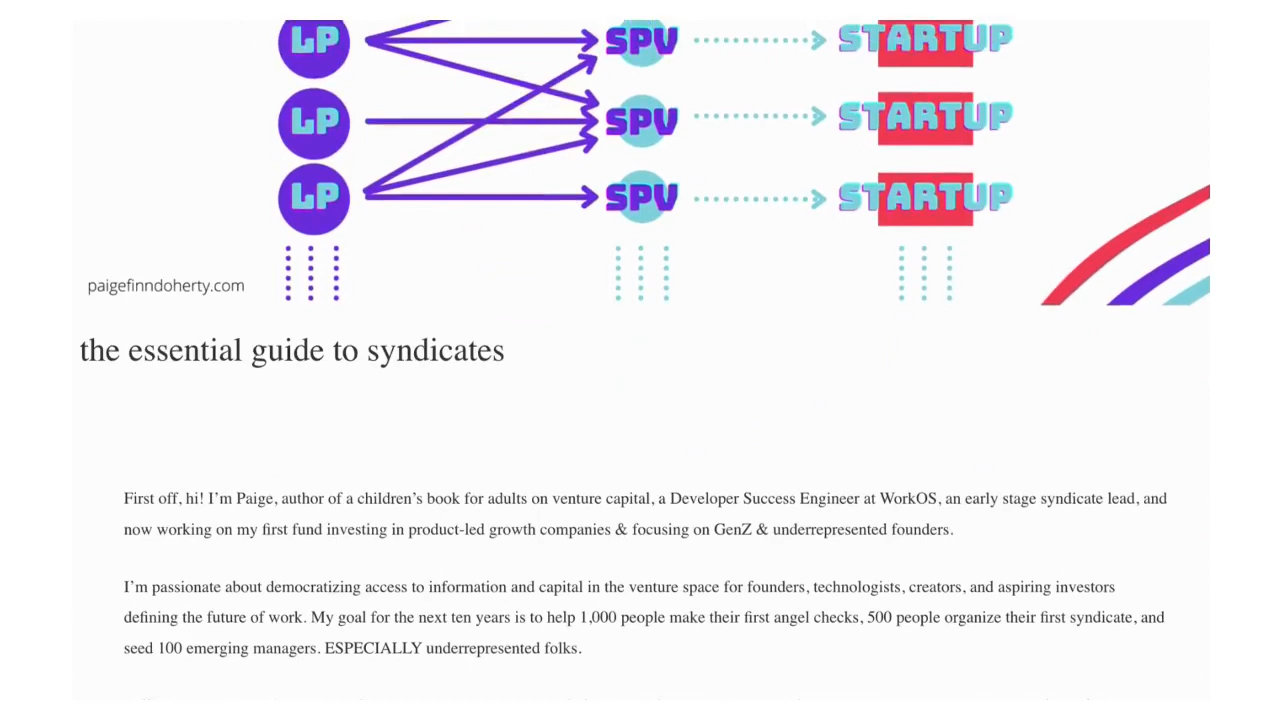 LP SPV STARTUP
LP SPV STARTUP
LP SPV STARTUP
paigefinndoherty.com
the essential guide to syndicates
First off, hi! I’m Paige, author of a children’s book for adults on venture capital, a Developer Success Engineer at WorkOS, an early stage syndicate lead, and
now working on my first fund investing in product-led growth companies & focusing on GenZ & underrepresented founders.
I’m passionate about democratizing access to information and capital in the venture space for founders, technologists, creators, and aspiring investors
defining the future of work. My goal for the next ten years is to help 1,000 people make their first angel checks, 500 people organize their first syndicate, and
seed 100 emerging managers. ESPECIALLY underrepresented folks.